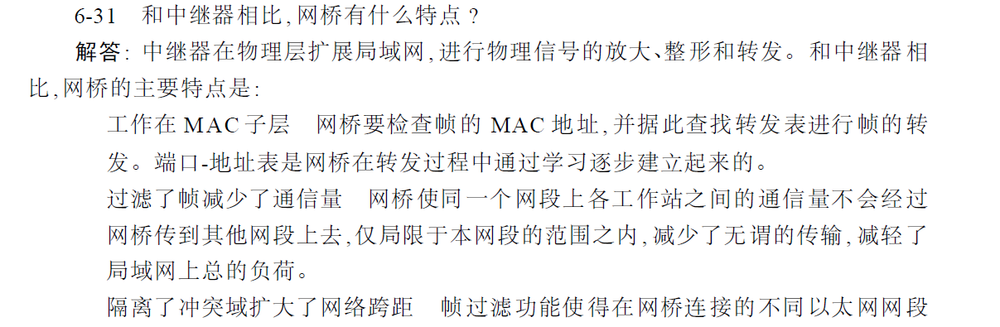 6-31 和中继器相比,网桥有什么特点?
解答: 中继器在物理层扩展局域网,进行物理信号的放大、整形和转发。和中继器相
比,网桥的主要特点是:
工作在 MAC 子层 网桥要检查帧的 MAC 地址,并据此查找转发表进行帧的转
发。端口-地址表是网桥在转发过程中通过学习逐步建立起来的。
过滤了帧减少了通信量 网桥使同一个网段上各工作站之间的通信量不会经过
网桥传到其他网段上去,仅局限于本网段的范围之内,减少了无谓的传输,减轻了
局域网上总的负荷。
隔离了冲突域扩大了网络跨距 帧过滤功能使得在网桥连接的不同以太网网段